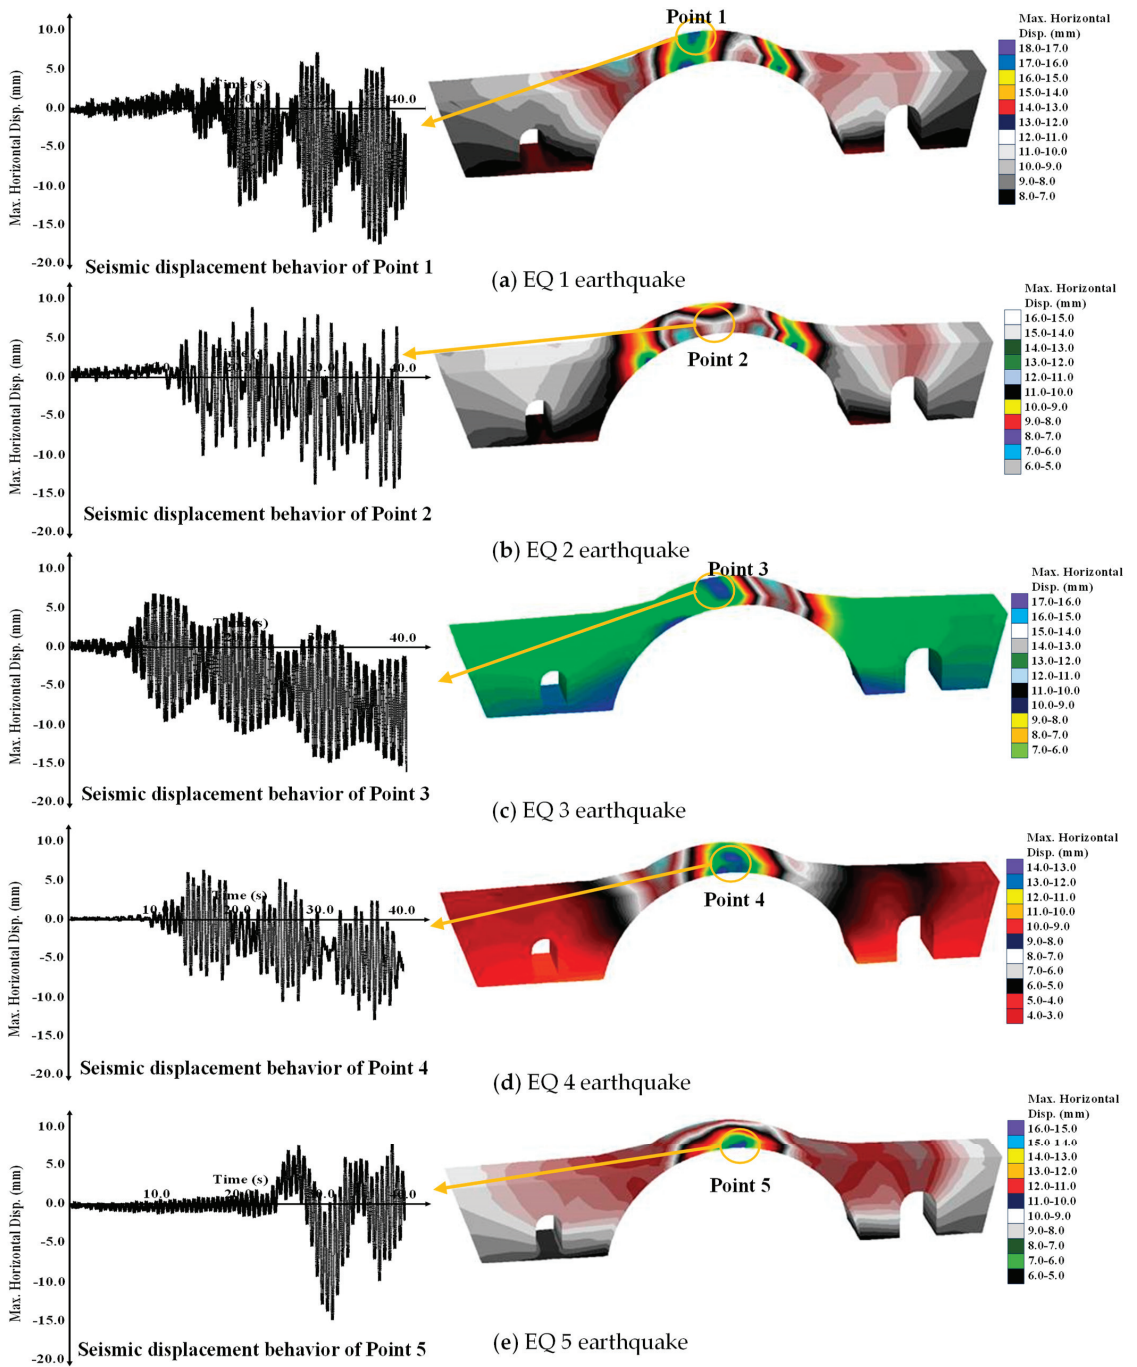 Point 1
Max. Horizontal
Disp. (mm)
18.0-17.0
17.0-16.0
16.0-15.0
15.0-14.0
14.0-13.0
13.0-12.0
12.0-11.0
11.0-10.0
10.0-9.0
9.0-8.0
8.0-7.0
Max. Horizontal Disp. (mm)
10.0
5.0
0.0
-5.0
-10.0
-15.0
-20.0
Time (s)
40.0
Seismic displacement behavior of Point 1
(a) EQ 1 earthquake
Max. Horizontal
Disp. (mm)
16.0-15.0
15.0-14.0
14.0-13.0
13.0-12.0
12.0-11.0
11.0-10.0
10.0-9.0
9.0-8.0
8.0-7.0
7.0-6.0
6.0-5.0
Max. Horizontal Disp. (mm)
10.0
5.0
0.0
-5.0
-10.0
-15.0
-20.0
Time (s)
20.0
30.0
40.0
Point 2
Seismic displacement behavior of Point 2
(b) EQ 2 earthquake
Point 3
Max. Horizontal
Disp. (mm)
17.0-16.0
16.0-15.0
15.0-14.0
14.0-13.0
13.0-12.0
12.0-11.0
11.0-10.0
10.0-9.0
9.0-8.0
8.0-7.0
7.0-6.0
Max. Horizontal Disp. (mm)
10.0
5.0
0.0
-5.0
-10.0
-15.0
-20.0
Time (s)
40.0
Seismic displacement behavior of Point 3
(c) EQ 3 earthquake
Max. Horizontal
Disp. (mm)
14.0-13.0
13.0-12.0
12.0-11.0
11.0-10.0
10.0-9.0
9.0-8.0
8.0-7.0
7.0-6.0
6.0-5.0
5.0-4.0
4.0-3.0
Max. Horizontal Disp. (mm)
10.0
5.0
0.0
-5.0
-10.0
-15.0
-20.0
Time (s)
10.0
20.0
30.0
40.0
Point 4
Seismic displacement behavior of Point 4
(d) EQ 4 earthquake
Max. Horizontal
Disp. (mm)
16.0-15.0
15.0-14.0
14.0-13.0
13.0-12.0
12.0-11.0
11.0-10.0
10.0-9.0
9.0-8.0
8.0-7.0
7.0-6.0
6.0-5.0
Max. Horizontal Disp. (mm)
10.0
5.0
0.0
-5.0
-10.0
-15.0
-20.0
Time (s)
10.0
20.0
30.0
40.0
Point 5
Seismic displacement behavior of Point 5
(e) EQ 5 earthquake